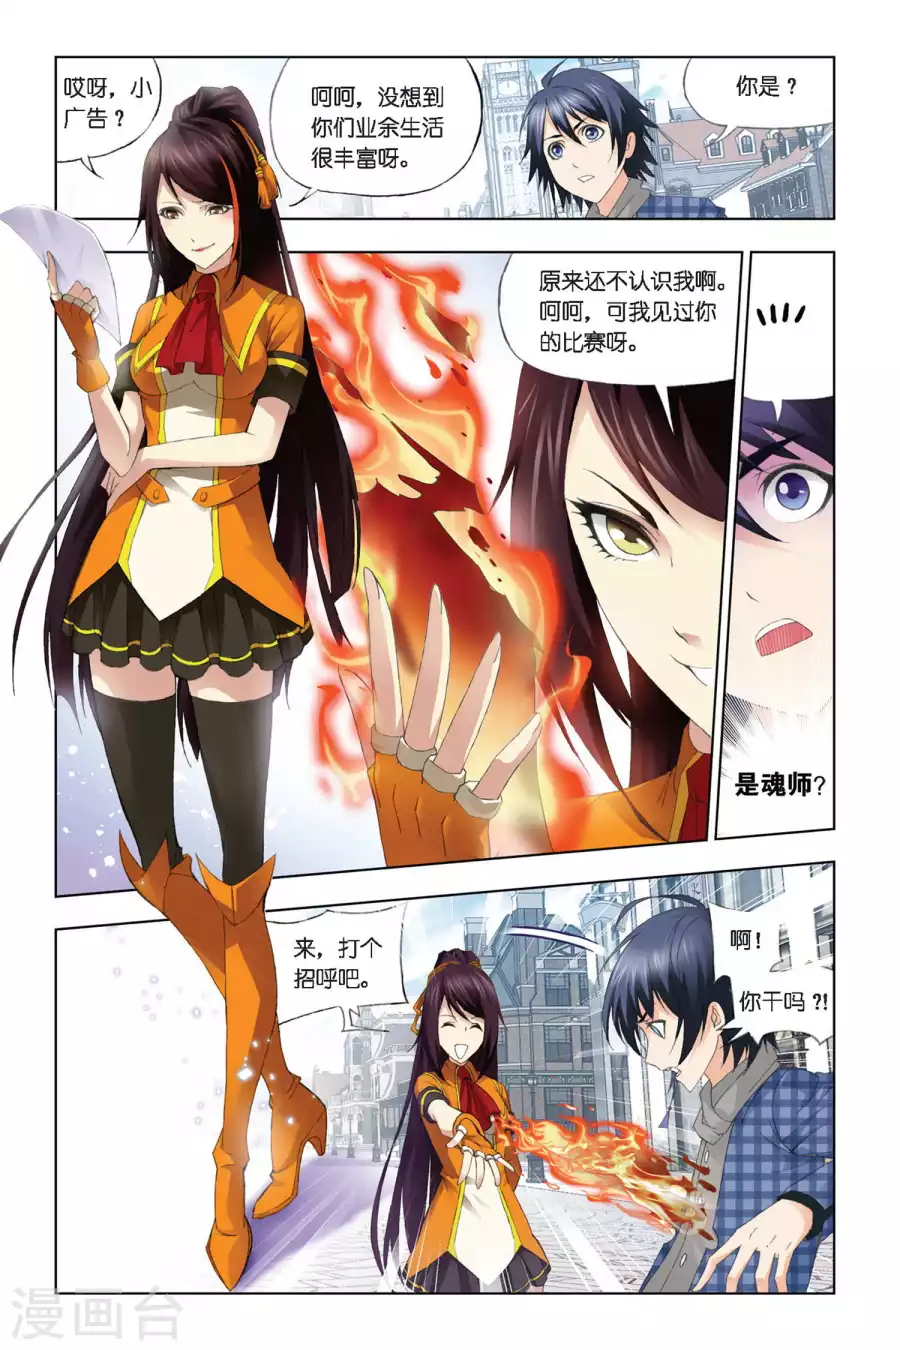 哎呀，小
广告？
呵呵，没想到
你们业余生活
很丰富呀。
你是？
原来还不认识我啊。
呵呵，可我见过你
的比赛呀。
是魂师？
来，打个
招呼吧。
啊！
你干吗？！
漫画台